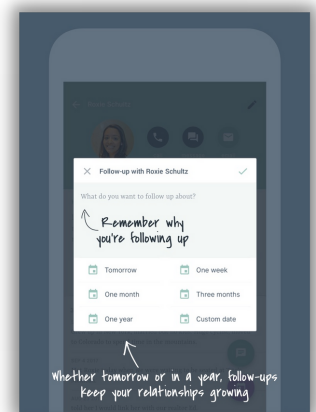 Follow-up with Roxie Schultz
What do you want to follow up about?
Remember why
you're following up
Tomorrow
One week
One month
Three months
One year
Custom date
Whether tomorrow or in a year, follow-ups
keep your relationships growing